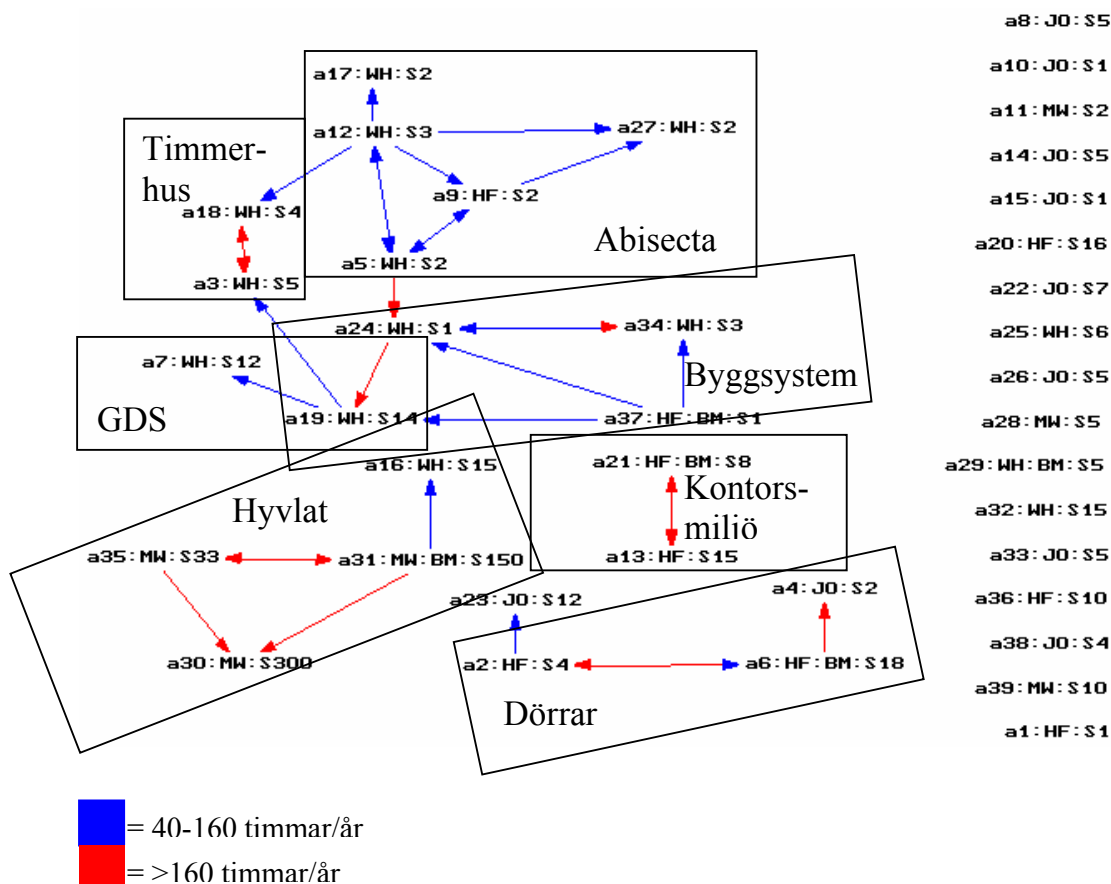 a8:JO:S5
a17:WH:S2
a10:JO:S1
a11:MW:S2
a12:WH:S3
a27:WH:S2
Timmer-
hus
a14:JO:S5
a9:HF:S2
a15:JO:S1
a18:WH:S4
Abisecta
a20:HF:S16
a5:WH:S2
a3:WH:S5
a22:JO:S7
a24:WH:S1
a34:WH:S3
a25:WH:S6
a7:WH:S12
Byggsystem
a26:JO:S5
GDS
a19:WH:S14
a37:HF:BM:S1
a28:MW:S5
a16:WH:S15
a21:HF:BM:S8
a29:WH:BM:S5
Hyvlat
Kontors-
miljö
a32:WH:S15
a35:MW:S33
a31:MW:BM:S150
a13:HF:S15
a33:JO:S5
a23:JO:S12
a4:JO:S2
a36:HF:S10
a30:MW:S300
a2:HF:S4
a6:HF:BM:S18
a38:JO:S4
a39:MW:S10
Dörrar
a1:HF:S1
= 40-160 timmar/år
= >160 timmar/år